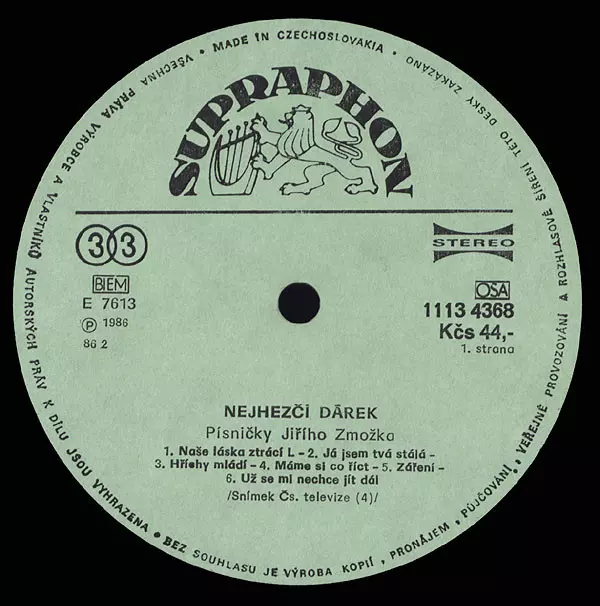 MADE IN CZECHOSLOVAKIA • VŠECHNA PRÁVA VÝROBCE A VLASTNÍKŮ AUTORSKÝCH PRÁV K DÍLU JSOU VYHRAZENA • BEZ SOUHLASU JE VÝROBA KOPIÍ, PRONÁJEM, PŮJČOVÁNÍ, VEŘEJNÉ PROVOZOVÁNÍ A ROZHLASOVÉ ŠÍŘENÍ TÉTO DESKY ZAKÁZÁNO •
SUPRAPHON
33
STEREO
BIEM
E 7613
Ⓟ 1986
86 2
OSA
1113 4368
Kčs 44,-
1. strana
NEJHEZČÍ DÁREK
Písničky Jiřího Zmožka
1. Naše láska ztrácí L - 2. Já jsem tvá stálá -
3. Hříchy mládí - 4. Máme si co říct - 5. Záření -
6. Už se mi nechce jít dál
/Snímek Čs. televize (4)/